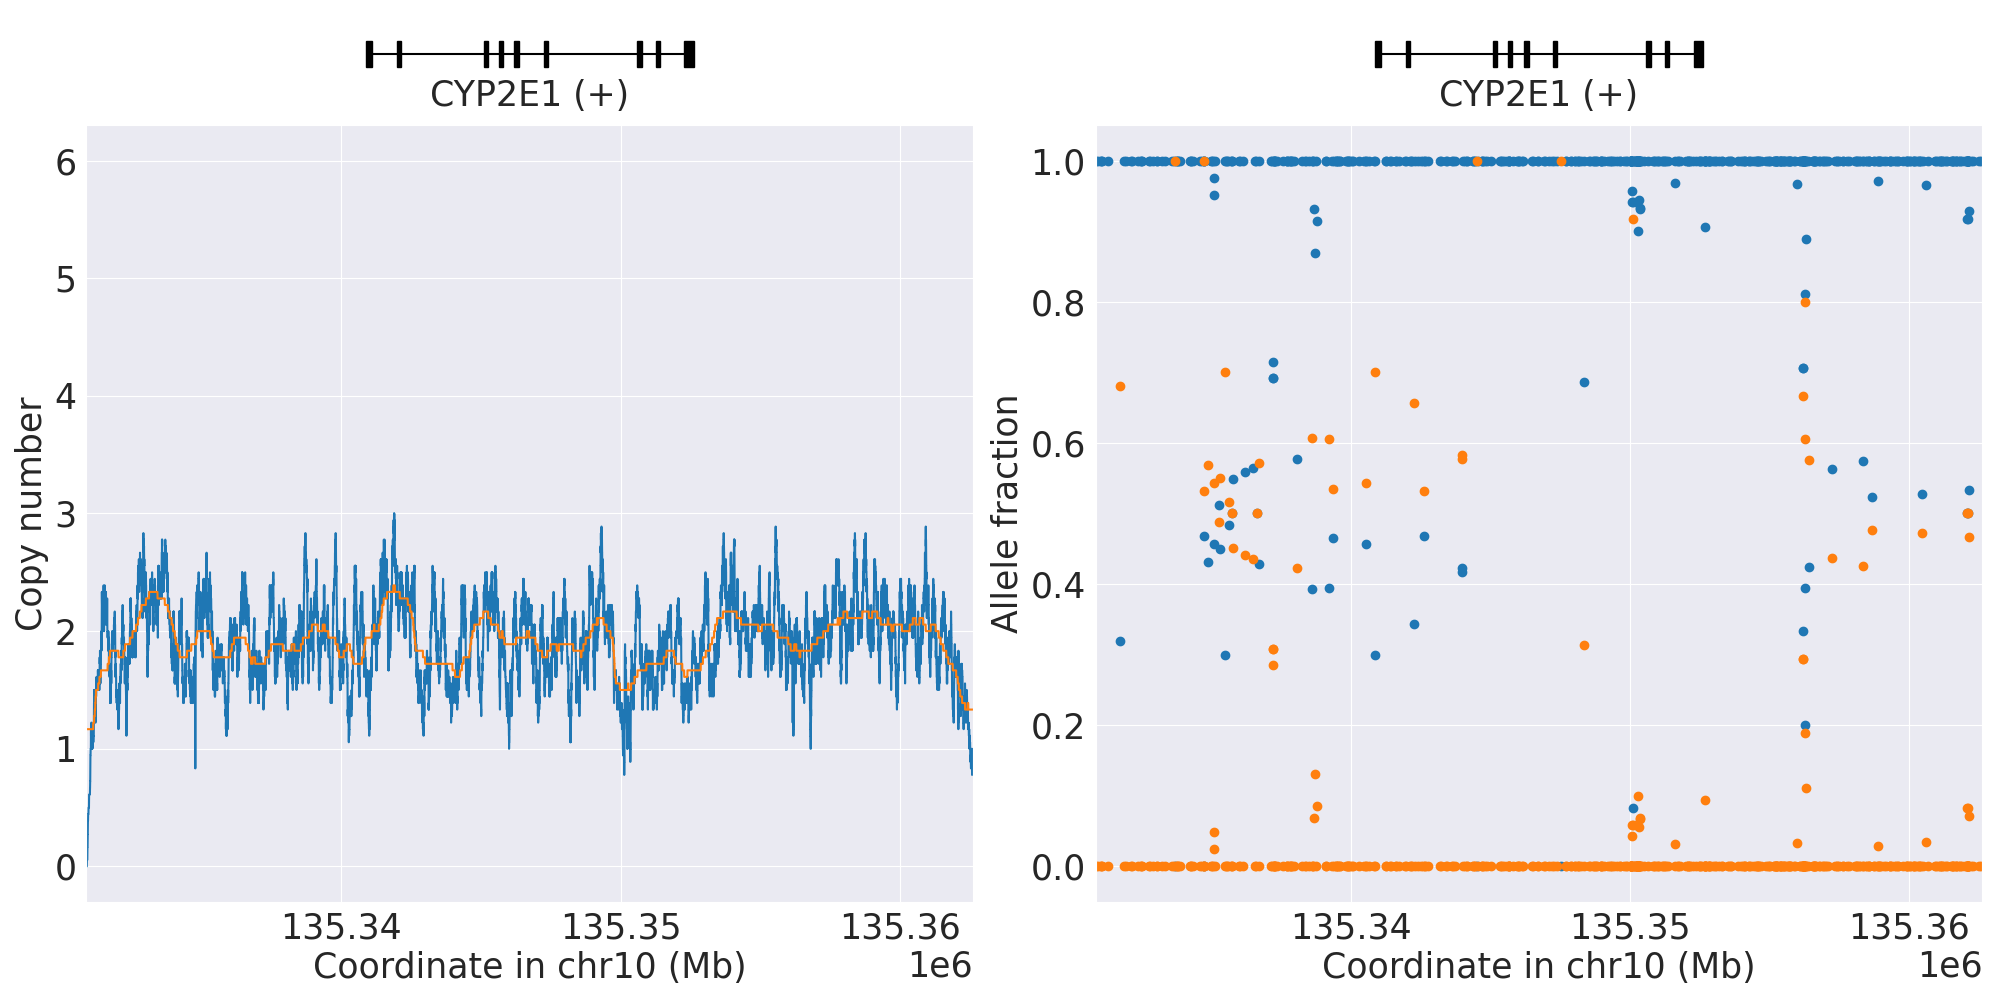 CYP2E1 (+)
6
5
4
3
2
1
0
Copy number
135.34 135.35 135.36
Coordinate in chr10 (Mb)
1e6
CYP2E1 (+)
1.0
0.8
0.6
0.4
0.2
0.0
Allele fraction
135.34 135.35 135.36
Coordinate in chr10 (Mb)
1e6